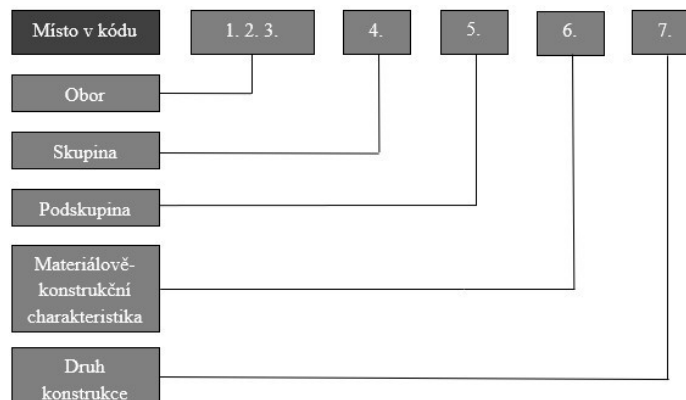 Místo v kódu
1. 2. 3.
4.
5.
6.
7.
Obor
Skupina
Podskupina
Materiálově-
konstrukční
charakteristika
Druh
konstrukce